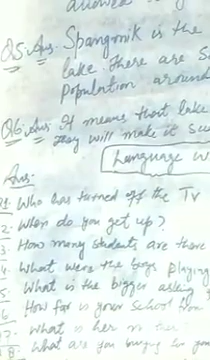 allowed
Q5: Ans: Spangmik is the
lake. there are S
Population around
Q6: Ans: It means that lake
They will make it
Language w
Ans:-
Q1. Who has turned off the TV
2- When do you get up?
3- How many students are there
4- What were the boys playing
5- What is the bigger asking
6- How far is your school from
7- What is her
8. What are you buying for you